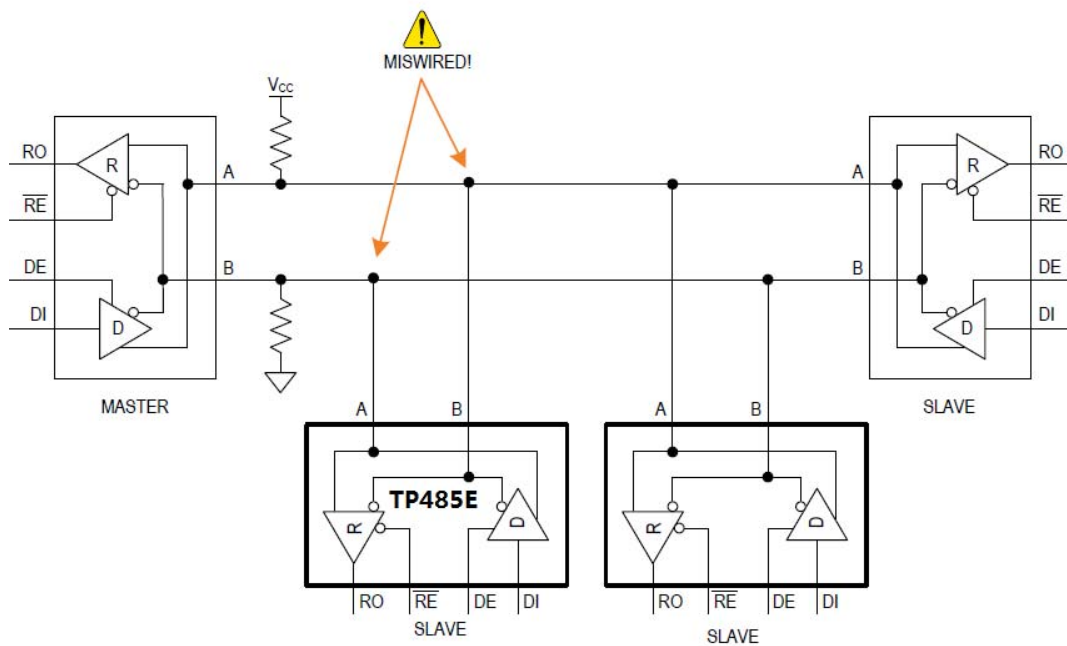 MISWIRED!
VCC
RO
R
A
RE
DE
B
DI
D
MASTER
A
R
RO
RE
B
DE
D
DI
SLAVE
A
B
TP485E
R
D
RO
RE
DE
DI
SLAVE
A
B
R
D
RO
RE
DE
DI
SLAVE